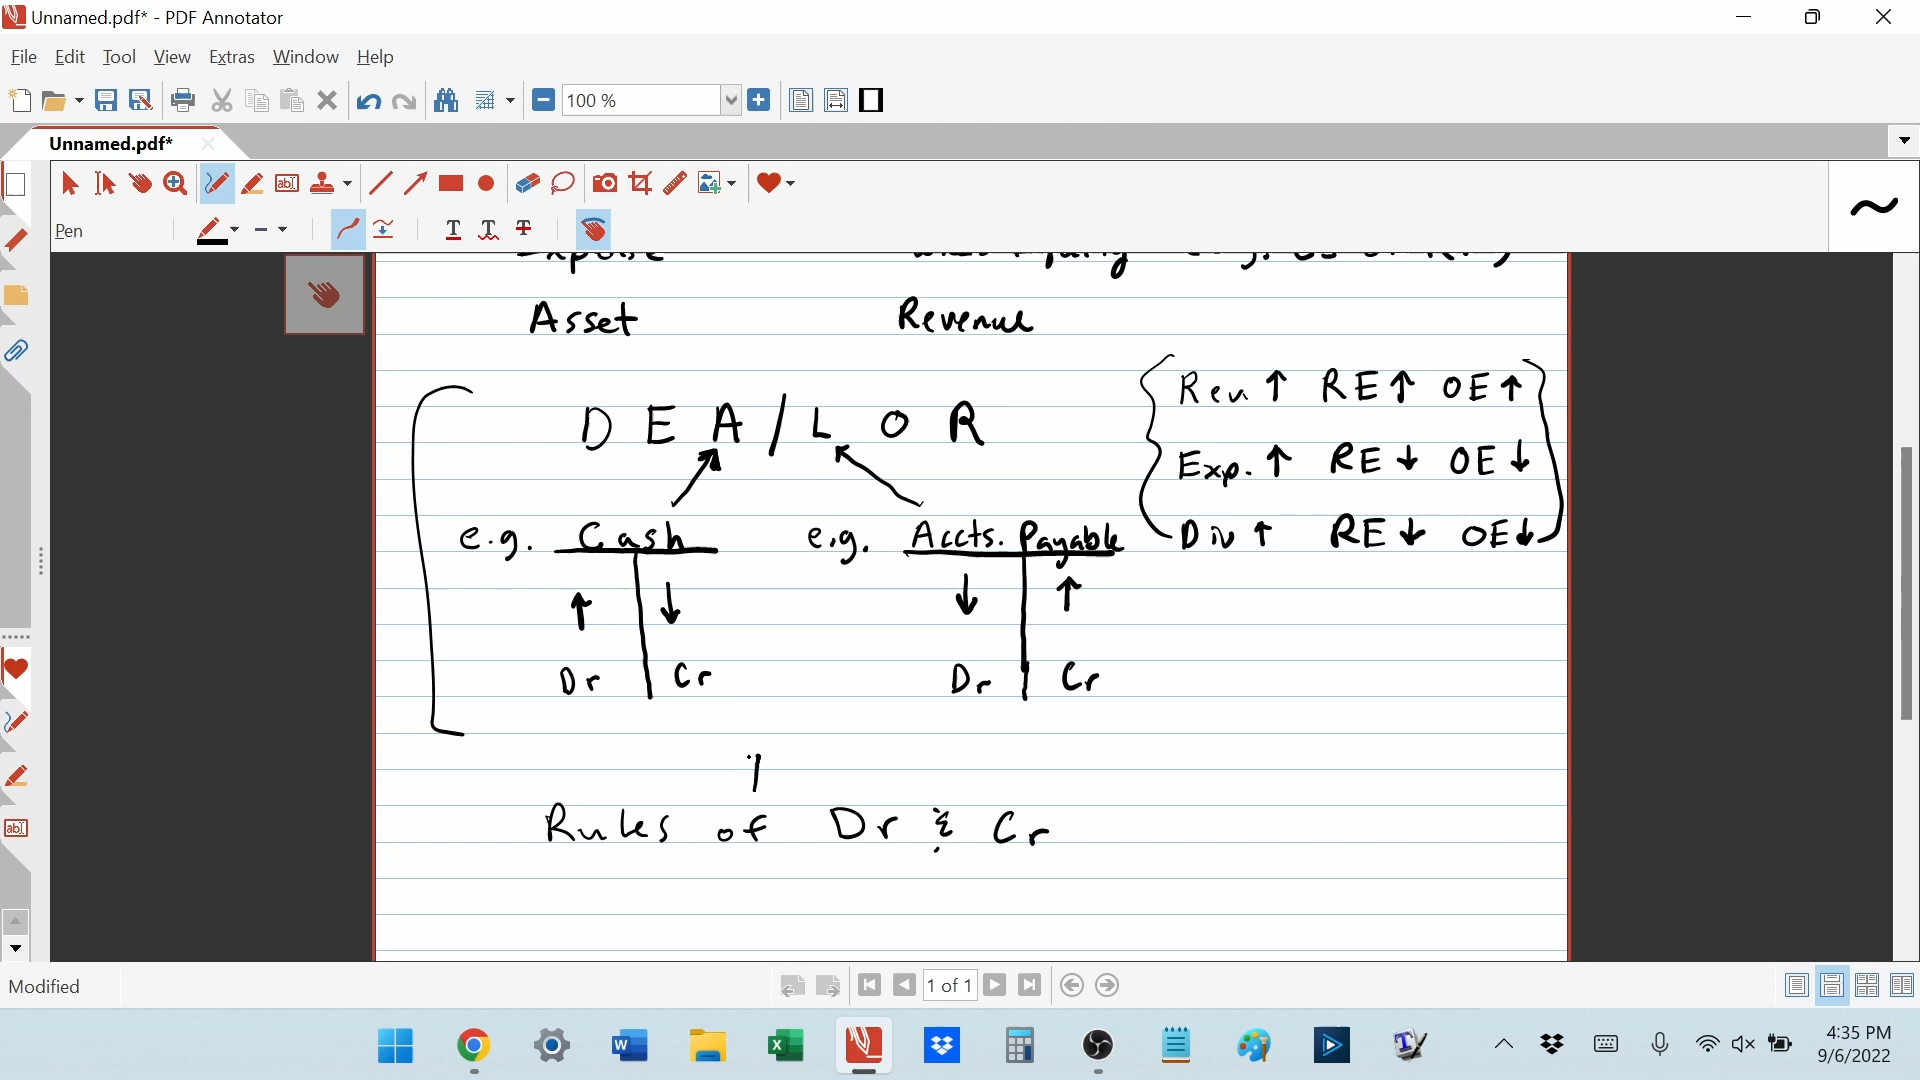 Unnamed.pdf* - PDF Annotator
File Edit Tool View Extras Window Help
100 %
Unnamed.pdf*
Pen
Asset Revenue
D E A / L O R
Rev ↑ RE ↑ OE ↑
Exp. ↑ RE ↓ OE ↓
Div ↑ RE ↓ OE ↓
e.g. Cash e.g. Accts. Payable
↑ ↓ ↓ ↑
Dr Cr Dr Cr
Rules of Dr & Cr
Modified
1 of 1
4:35 PM
9/6/2022